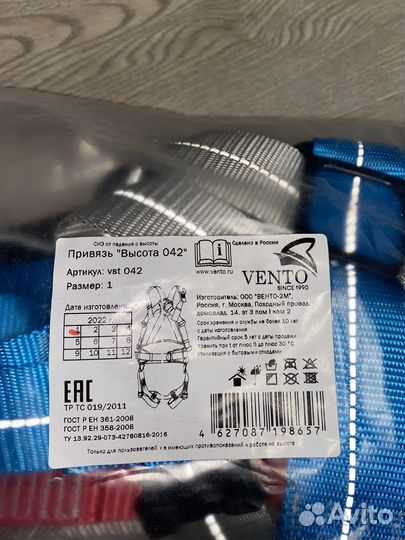 СИЗ от падения с высоты
Привязь "Высота 042"
Артикул: vst 042
Размер: 1
Дата изготовления
2022 г
2 3 4
5 6 7 8
9 10 11 12
ЕАС
ТР ТС 019/2011
ГОСТ Р ЕН 361-2008
ГОСТ Р ЕН 358-2008
ТУ 13.92.29-073-42780816-2016
Только для пользователей, не имеющих противопоказаний к работе на высоте
www.vento.ru
Сделано в России
VENTO
SINCE 1990
Изготовитель: ООО "ВЕНТО-2М",
Россия, г. Москва, Походный проезд,
домовлад. 14, эт 3 пом I ком 2
Срок хранения и службы не более 10 лет
с даты изготовления.
Гарантийный срок 5 лет с даты продажи
Хранить при t от плюс 5 до плюс 30 °C.
Утилизация с бытовыми отходами
4 627087 198657
Avito